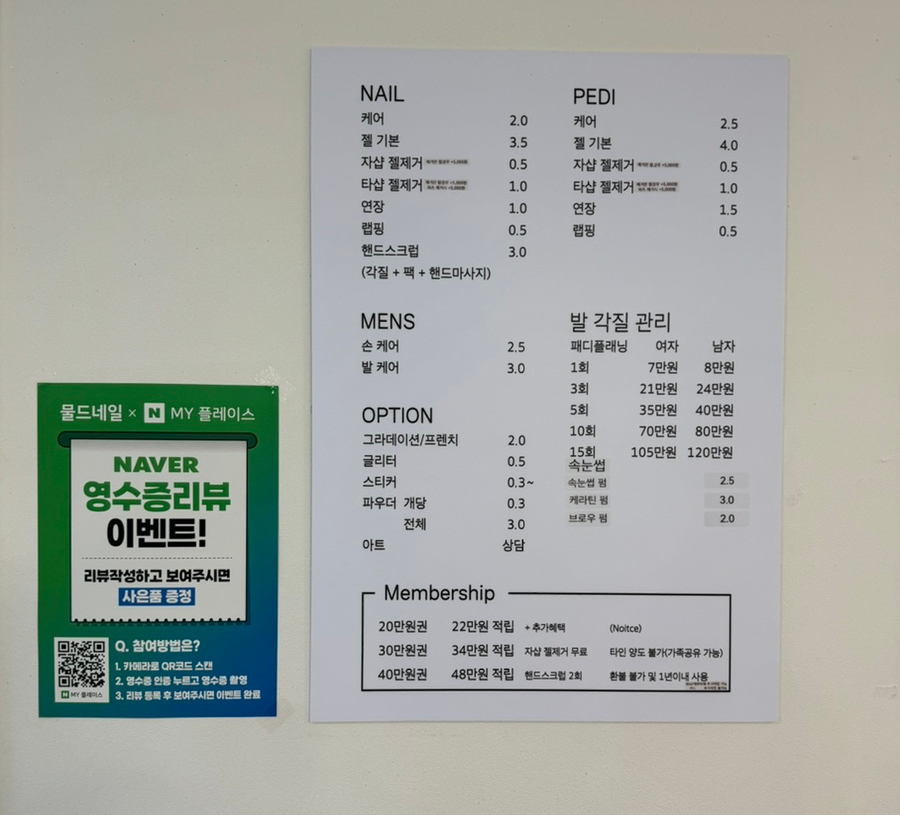 NAIL
케어 2.0
젤 기본 3.5
자샵 젤제거 0.5
타샵 젤제거 1.0
연장 1.0
랩핑 0.5
핸드스크럽 3.0
(각질 + 팩 + 핸드마사지)
PEDI
케어 2.5
젤 기본 4.0
자샵 젤제거 0.5
타샵 젤제거 1.0
연장 1.5
랩핑 0.5
MENS
손 케어 2.5
발 케어 3.0
OPTION
그라데이션/프렌치 2.0
글리터 0.5
스티커 0.3~
파우더 개당 0.3
전체 3.0
아트 상담
발 각질 관리
패디플래닝 여자 남자
1회 7만원 8만원
3회 21만원 24만원
5회 35만원 40만원
10회 70만원 80만원
15회 105만원 120만원
속눈썹
속눈썹 펌 2.5
케라틴 펌 3.0
브로우 펌 2.0
Membership
20만원권 22만원 적립 + 추가혜택 (Noitce)
30만원권 34만원 적립 자샵 젤제거 무료 타인 양도 불가(가족공유 가능)
40만원권 48만원 적립 핸드스크럽 2회 환불 불가 및 1년이내 사용
물드네일 × N MY 플레이스
NAVER
영수증리뷰
이벤트!
리뷰작성하고 보여주시면
사은품 증정
Q. 참여방법은?
1. 카메라로 QR코드 스캔
2. 영수증 인증 누르고 영수증 촬영
3. 리뷰 등록 후 보여주시면 이벤트 완료
N MY 플레이스